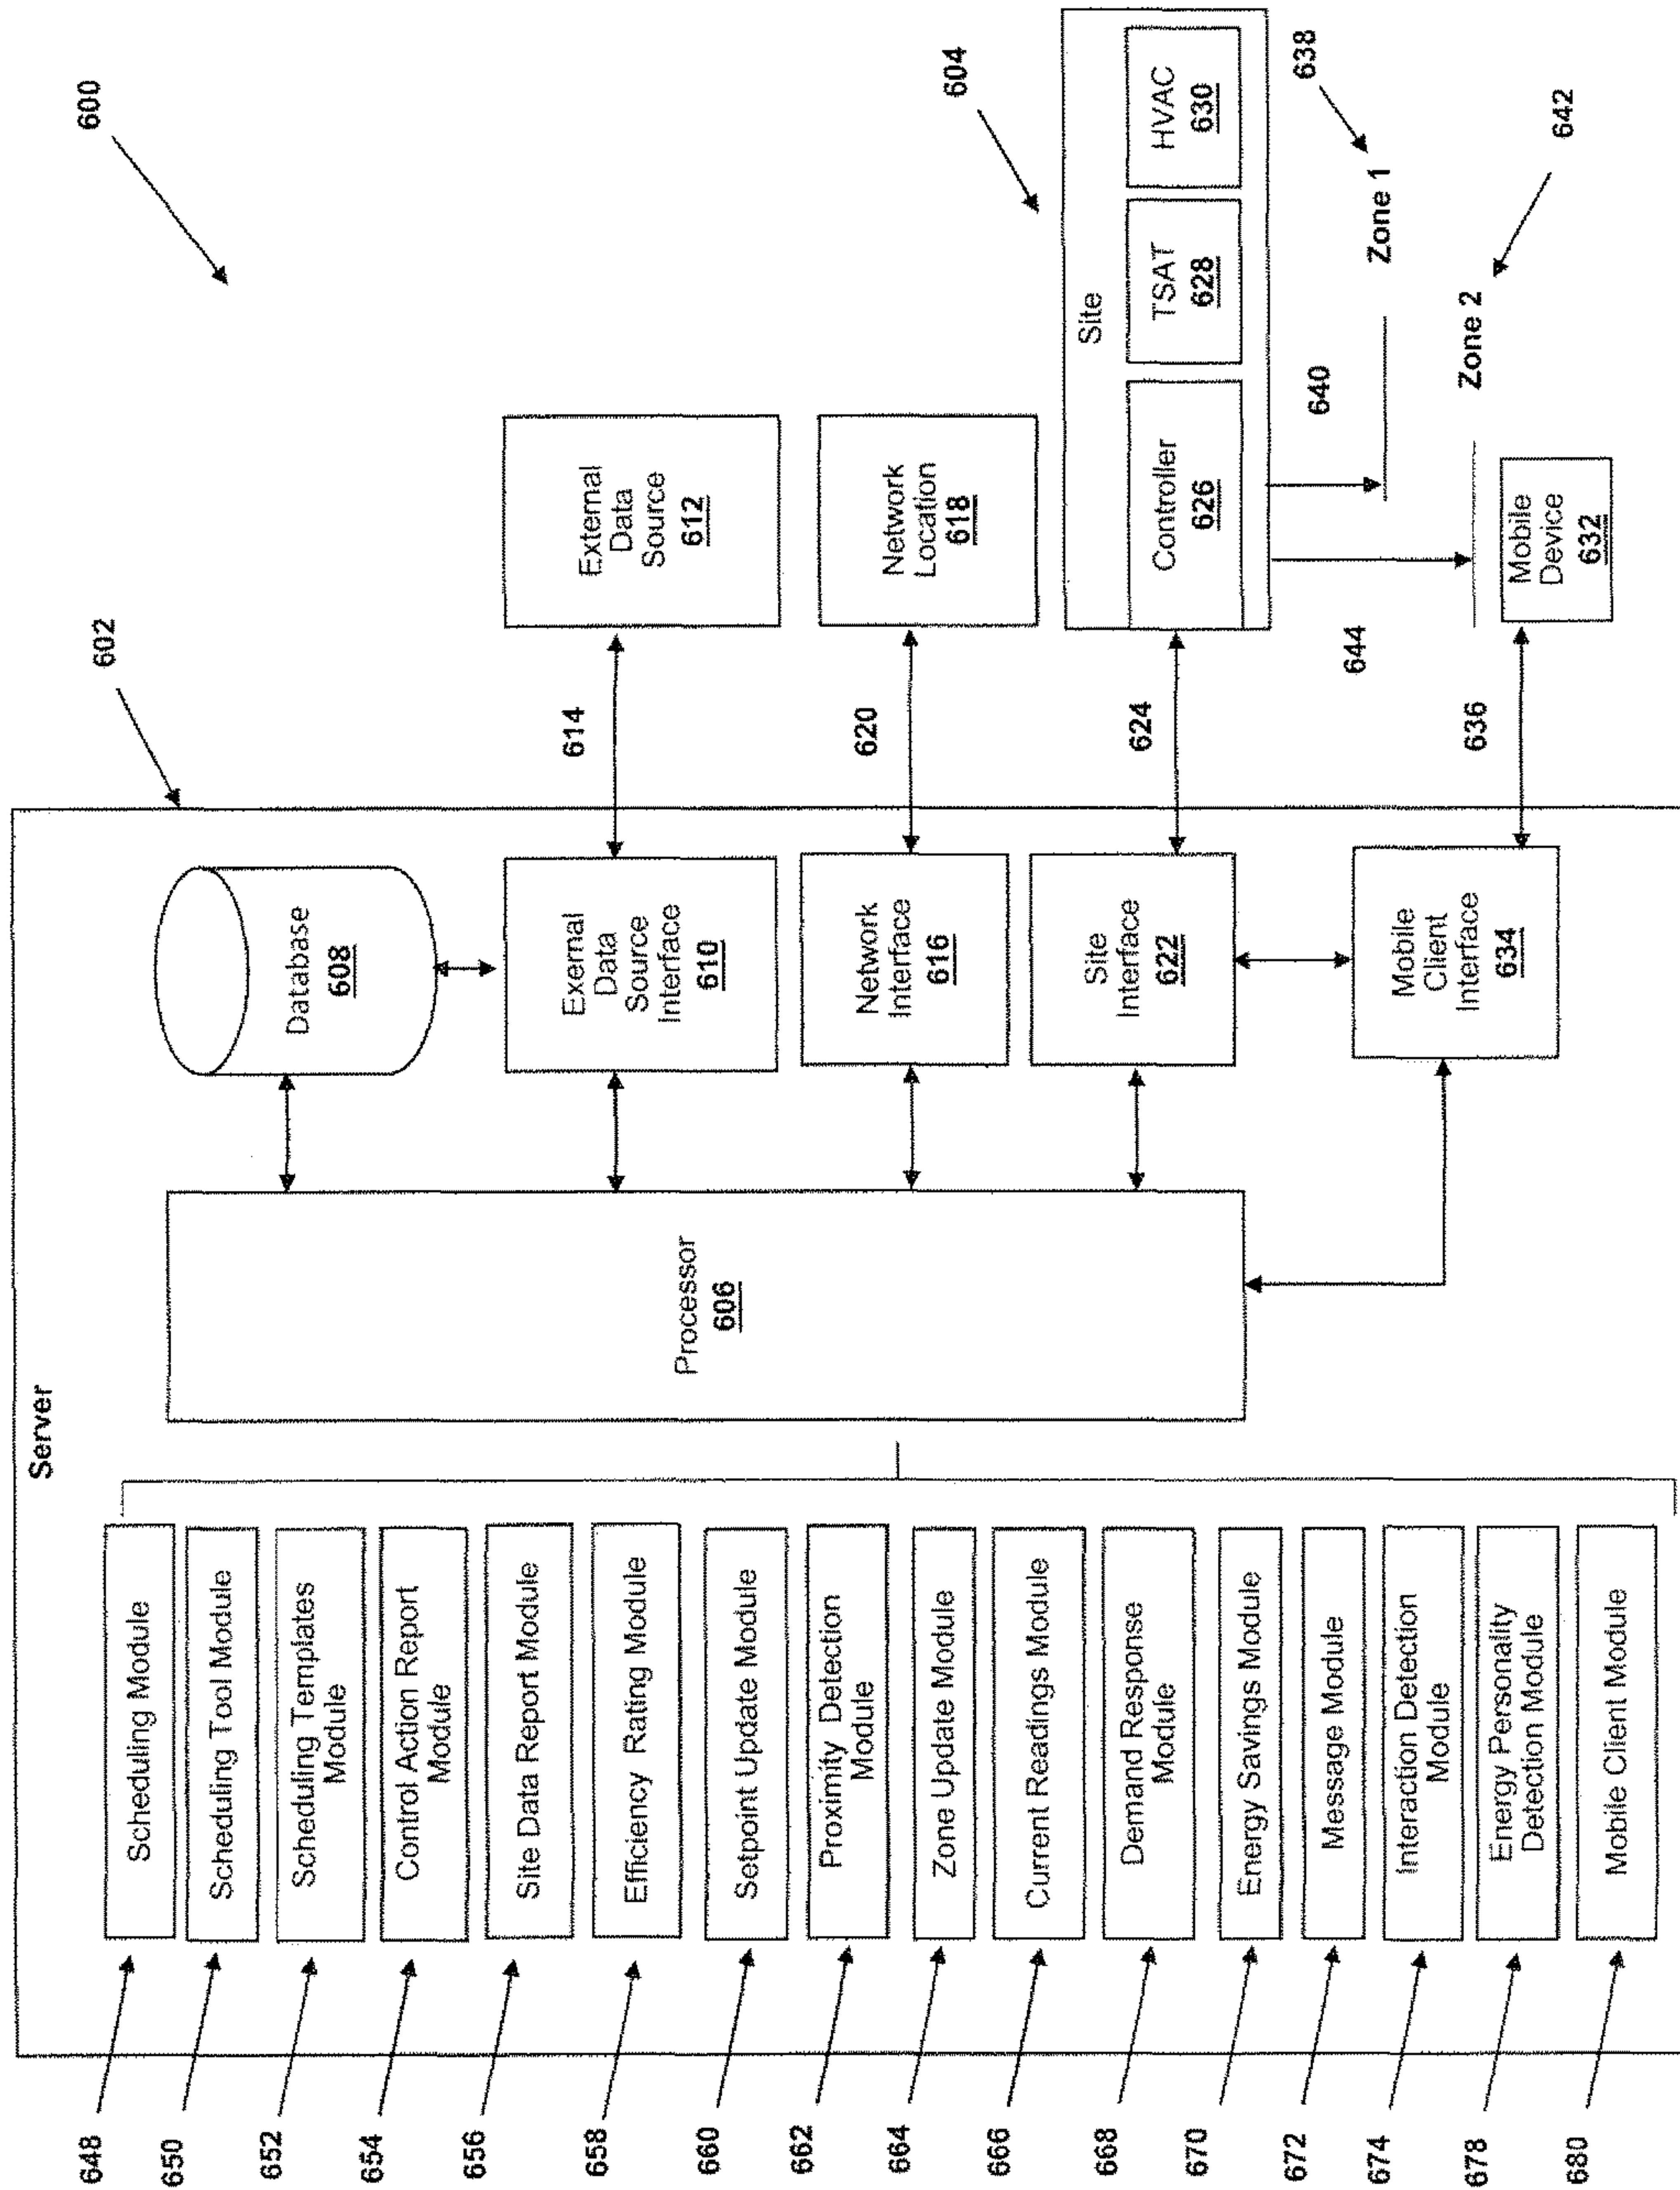 600
Server
602
648
Scheduling Module
650
Scheduling Tool Module
652
Scheduling Templates
Module
654
Control Action Report
Module
656
Site Data Report Module
658
Efficiency Rating Module
660
Setpoint Update Module
662
Proximity Detection
Module
664
Zone Update Module
666
Current Readings Module
668
Demand Response
Module
670
Energy Savings Module
672
Message Module
674
Interaction Detection
Module
678
Energy Personality
Detection Module
680
Mobile Client Module
Processor
606
Database
608
Exernal
Data
Source
Interface
610
Network
Interface
616
Site
Interface
622
Mobile
Client
Interface
634
614
620
624
636
External
Data
Source
612
Network
Location
618
604
Site
Controller
626
TSAT
628
HVAC
630
640
Zone 1
638
644
Zone 2
642
Mobile
Device
632